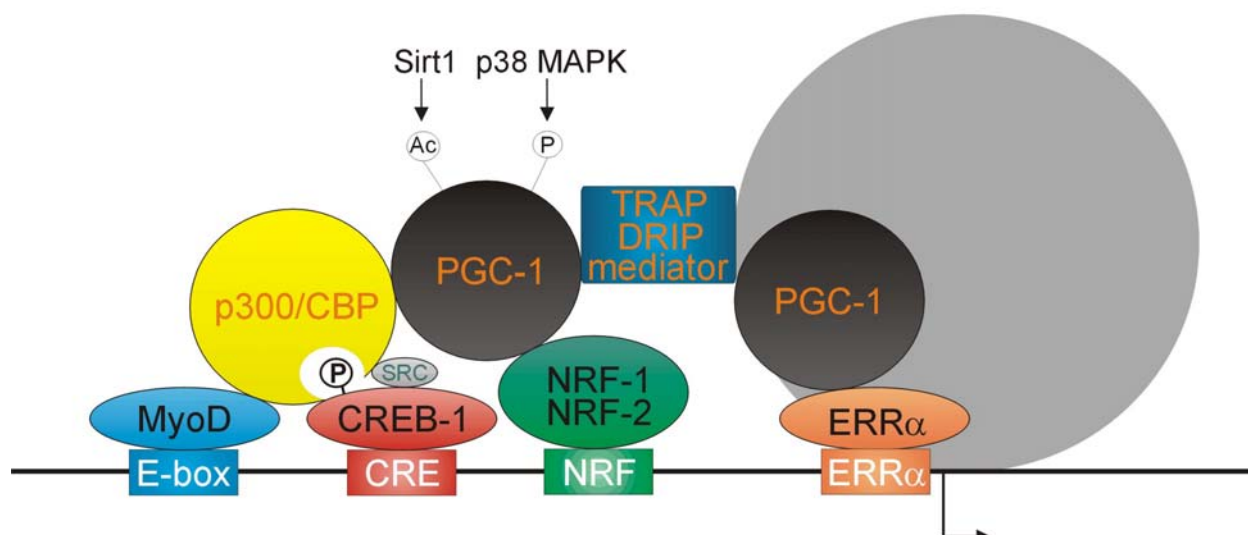 Sirt1 p38 MAPK
Ac
P
TRAP
DRIP
mediator
PGC-1
PGC-1
p300/CBP
P
SRC
NRF-1
NRF-2
MyoD
CREB-1
ERRα
E-box
CRE
NRF
ERRα